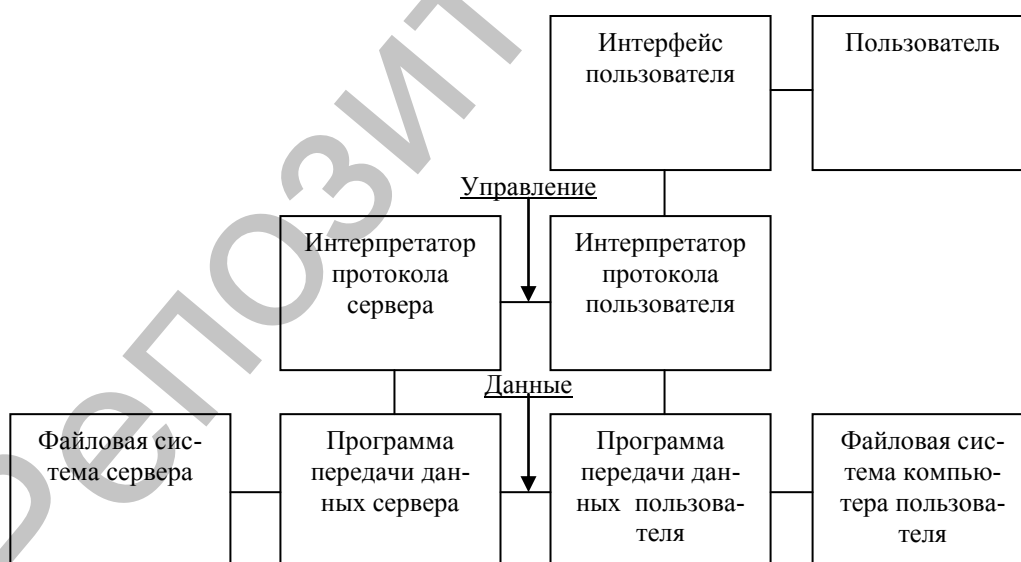 Интерфейс
пользователя
Пользователь
Управление
Интерпретатор
протокола
сервера
Интерпретатор
протокола
пользователя
Данные
Файловая сис-
тема сервера
Программа
передачи дан-
ных сервера
Программа
передачи дан-
ных пользова-
теля
Файловая сис-
тема компью-
тера пользова-
теля
Репозит